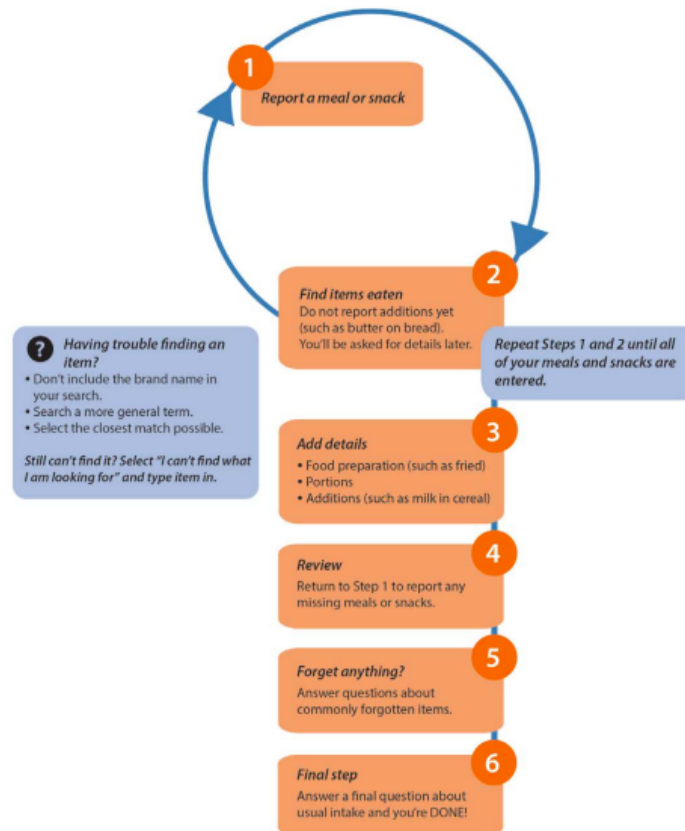 1
Report a meal or snack
2
Find items eaten
Do not report additions yet
(such as butter on bread).
You'll be asked for details later.
Repeat Steps 1 and 2 until all
of your meals and snacks are
entered.
?
Having trouble finding an
item?
• Don't include the brand name in
your search.
• Search a more general term.
• Select the closest match possible.
Still can't find it? Select "I can't find what
I am looking for" and type item in.
3
Add details
• Food preparation (such as fried)
• Portions
• Additions (such as milk in cereal)
4
Review
Return to Step 1 to report any
missing meals or snacks.
5
Forget anything?
Answer questions about
commonly forgotten items.
6
Final step
Answer a final question about
usual intake and you're DONE!